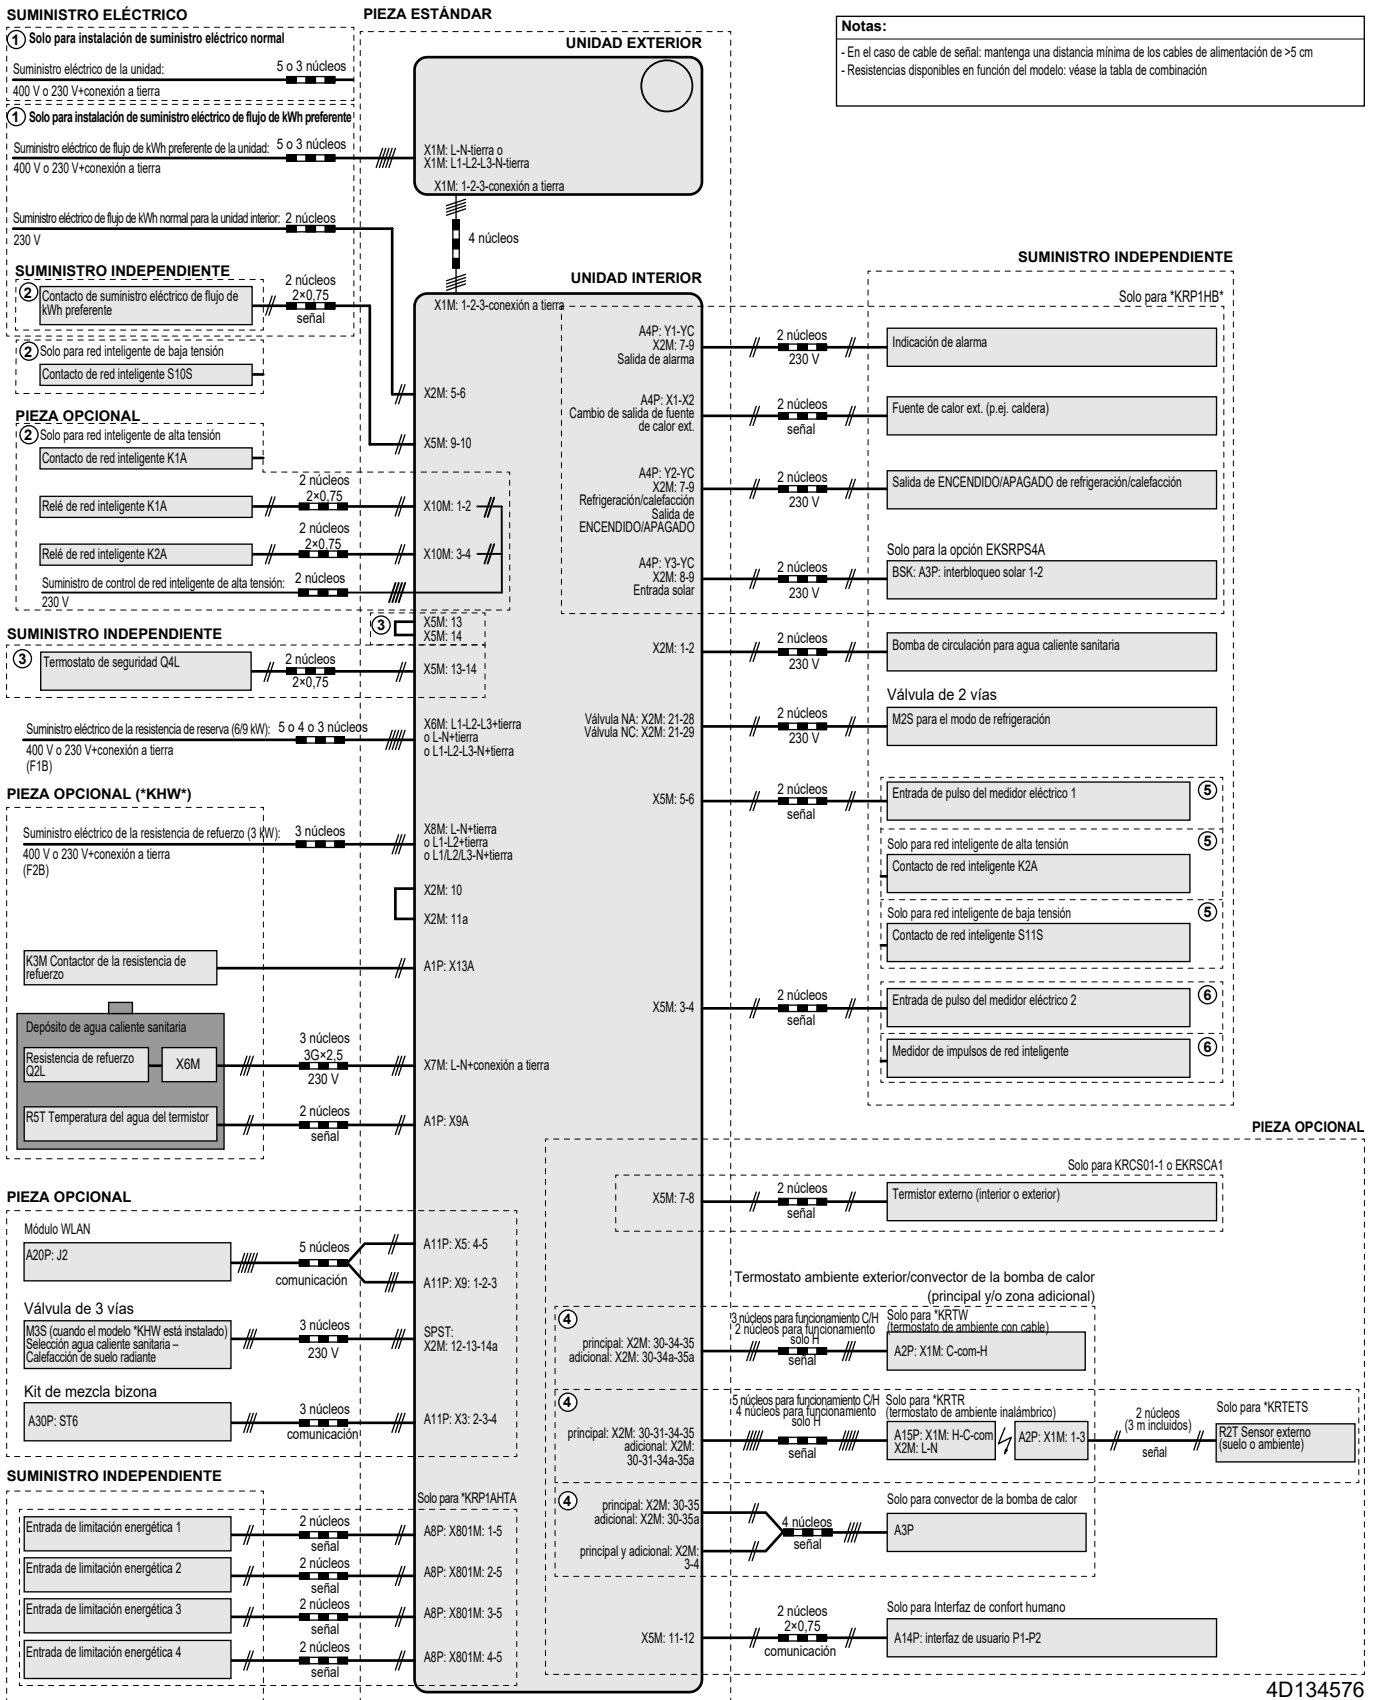 SUMINISTRO ELÉCTRICO
1 Solo para instalación de suministro eléctrico normal
Suministro eléctrico de la unidad:
5 o 3 núcleos
400 V o 230 V+conexión a tierra
1 Solo para instalación de suministro eléctrico de flujo de kWh preferente
Suministro eléctrico de flujo de kWh preferente de la unidad:
5 o 3 núcleos
400 V o 230 V+conexión a tierra
Suministro eléctrico de flujo de kWh normal para la unidad interior:
2 núcleos
230 V
SUMINISTRO INDEPENDIENTE
2 Contacto de suministro eléctrico de flujo de
kWh preferente
2 núcleos
2×0,75
señal
2 Solo para red inteligente de baja tensión
Contacto de red inteligente S10S
PIEZA OPCIONAL
2 Solo para red inteligente de alta tensión
Contacto de red inteligente K1A
Relé de red inteligente K1A
2 núcleos
2×0,75
Relé de red inteligente K2A
2 núcleos
2×0,75
Suministro de control de red inteligente de alta tensión:
2 núcleos
230 V
SUMINISTRO INDEPENDIENTE
3
Termostato de seguridad Q4L
2 núcleos
2×0,75
Suministro eléctrico de la resistencia de reserva (6/9 kW):
5 o 4 o 3 núcleos
400 V o 230 V+conexión a tierra
(F1B)
PIEZA OPCIONAL (*KHW*)
Suministro eléctrico de la resistencia de refuerzo (3 kW):
3 núcleos
400 V o 230 V+conexión a tierra
(F2B)
K3M Contactor de la resistencia de
refuerzo
Depósito de agua caliente sanitaria
Resistencia de refuerzo
Q2L
X6M
3 núcleos
3G×2,5
230 V
R5T Temperatura del agua del termistor
2 núcleos
señal
PIEZA OPCIONAL
Módulo WLAN
A20P: J2
5 núcleos
comunicación
Válvula de 3 vías
M3S (cuando el modelo *KHW está instalado)
Selección agua caliente sanitaria –
Calefacción de suelo radiante
3 núcleos
230 V
Kit de mezcla bizona
A30P: ST6
3 núcleos
comunicación
SUMINISTRO INDEPENDIENTE
Entrada de limitación energética 1
2 núcleos
señal
Entrada de limitación energética 2
2 núcleos
señal
Entrada de limitación energética 3
2 núcleos
señal
Entrada de limitación energética 4
2 núcleos
señal
PIEZA ESTÁNDAR
UNIDAD EXTERIOR
X1M: L-N-tierra o
X1M: L1-L2-L3-N-tierra
X1M: 1-2-3-conexión a tierra
4 núcleos
UNIDAD INTERIOR
X1M: 1-2-3-conexión a tierra
X2M: 5-6
X5M: 9-10
X10M: 1-2
X10M: 3-4
3
X5M: 13
X5M: 14
X5M: 13-14
X6M: L1-L2-L3+tierra
o L-N+tierra
o L1-L2-L3-N+tierra
X8M: L-N+tierra
o L1-L2+tierra
o L1/L2/L3-N+tierra
X2M: 10
X2M: 11a
A1P: X13A
X7M: L-N+conexión a tierra
A1P: X9A
A11P: X5: 4-5
A11P: X9: 1-2-3
SPST:
X2M: 12-13-14a
A11P: X3: 2-3-4
Solo para *KRP1AHTA
A8P: X801M: 1-5
A8P: X801M: 2-5
A8P: X801M: 3-5
A8P: X801M: 4-5
Notas:
- En el caso de cable de señal: mantenga una distancia mínima de los cables de alimentación de >5 cm
- Resistencias disponibles en función del modelo: véase la tabla de combinación
SUMINISTRO INDEPENDIENTE
Solo para *KRP1HB*
A4P: Y1-YC
X2M: 7-9
Salida de alarma
2 núcleos
230 V
Indicación de alarma
A4P: X1-X2
Cambio de salida de fuente
de calor ext.
2 núcleos
señal
Fuente de calor ext. (p.ej. caldera)
A4P: Y2-YC
X2M: 7-9
Refrigeración/calefacción
Salida de
ENCENDIDO/APAGADO
2 núcleos
230 V
Salida de ENCENDIDO/APAGADO de refrigeración/calefacción
Solo para la opción EKSRPS4A
A4P: Y3-YC
X2M: 8-9
Entrada solar
2 núcleos
230 V
BSK: A3P: interbloqueo solar 1-2
X2M: 1-2
2 núcleos
230 V
Bomba de circulación para agua caliente sanitaria
Válvula de 2 vías
Válvula NA: X2M: 21-28
Válvula NC: X2M: 21-29
2 núcleos
230 V
M2S para el modo de refrigeración
X5M: 5-6
2 núcleos
señal
Entrada de pulso del medidor eléctrico 1
5
Solo para red inteligente de alta tensión
5
Contacto de red inteligente K2A
Solo para red inteligente de baja tensión
5
Contacto de red inteligente S11S
X5M: 3-4
2 núcleos
señal
Entrada de pulso del medidor eléctrico 2
6
Medidor de impulsos de red inteligente
6
PIEZA OPCIONAL
Solo para KRCS01-1 o EKRSCA1
X5M: 7-8
2 núcleos
señal
Termistor externo (interior o exterior)
Termostato ambiente exterior/convector de la bomba de calor
(principal y/o zona adicional)
4
principal: X2M: 30-34-35
adicional: X2M: 30-34a-35a
3 núcleos para funcionamiento C/H
2 núcleos para funcionamiento
solo H
señal
Solo para *KRTW
(termostato de ambiente con cable)
A2P: X1M: C-com-H
4
principal: X2M: 30-31-34-35
adicional: X2M:
30-31-34a-35a
5 núcleos para funcionamiento C/H
4 núcleos para funcionamiento
solo H
señal
Solo para *KRTR
(termostato de ambiente inalámbrico)
A15P: X1M: H-C-com
X2M: L-N
A2P: X1M: 1-3
2 núcleos
(3 m incluidos)
señal
Solo para *KRTETS
R2T Sensor externo
(suelo o ambiente)
4
principal: X2M: 30-35
adicional: X2M: 30-35a
principal y adicional: X2M:
3-4
4 núcleos
señal
Solo para convector de la bomba de calor
A3P
X5M: 11-12
2 núcleos
2×0,75
comunicación
Solo para Interfaz de confort humano
A14P: interfaz de usuario P1-P2
4D134576